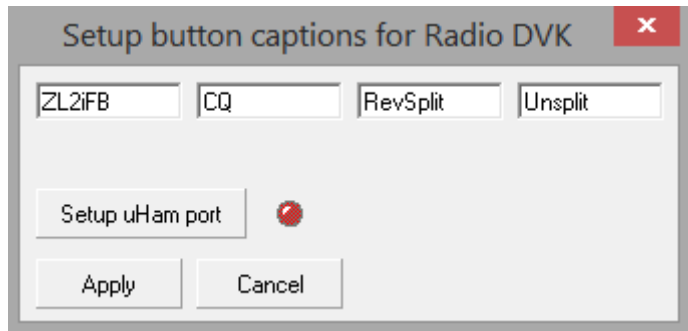 Setup button captions for Radio DVK x
ZL2iFB CQ RevSplit Unsplit
Setup uHam port
Apply Cancel